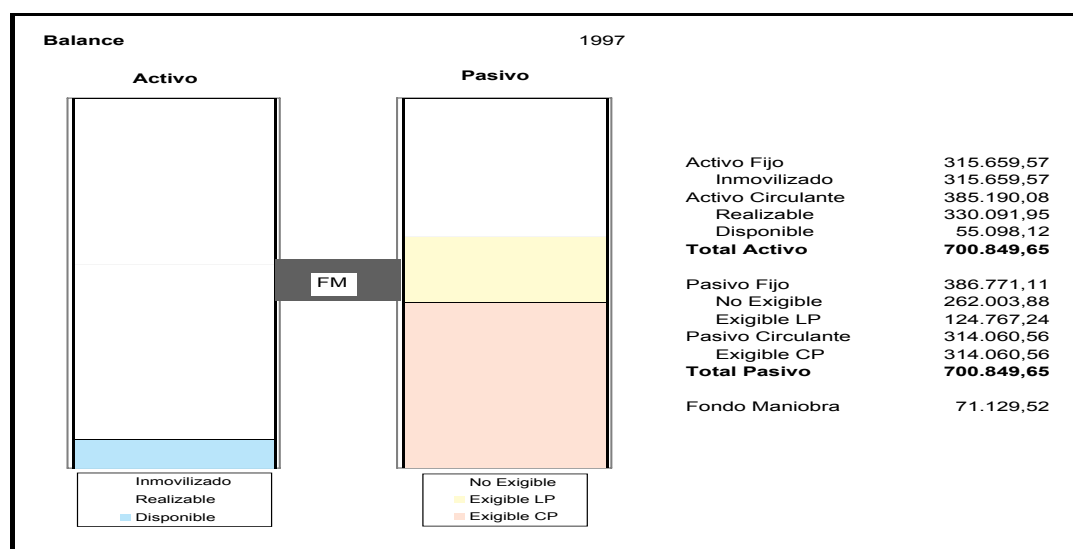 Balance 1997
Activo Pasivo
Activo Fijo 315.659,57
Inmovilizado 315.659,57
Activo Circulante 385.190,08
Realizable 330.091,95
Disponible 55.098,12
Total Activo 700.849,65
FM
Pasivo Fijo 386.771,11
No Exigible 262.003,88
Exigible LP 124.767,24
Pasivo Circulante 314.060,56
Exigible CP 314.060,56
Total Pasivo 700.849,65
Fondo Maniobra 71.129,52
Inmovilizado
Realizable
Disponible
No Exigible
Exigible LP
Exigible CP